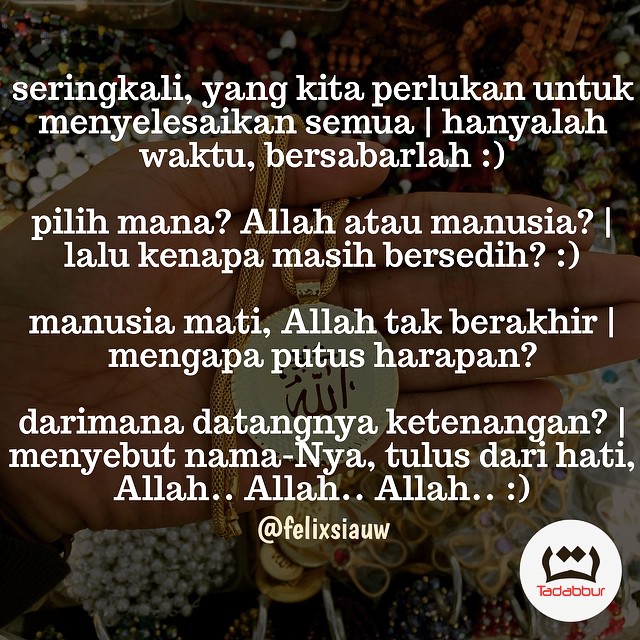 seringkali, yang kita perlukan untuk
menyelesaikan semua | hanyalah
waktu, bersabarlah :)
pilih mana? Allah atau manusia? |
lalu kenapa masih bersedih? :)
manusia mati, Allah tak berakhir |
mengapa putus harapan?
darimana datangnya ketenangan? |
menyebut nama-Nya, tulus dari hati,
Allah.. Allah.. Allah.. :)
@felixsiauw
الله
Tadabbur